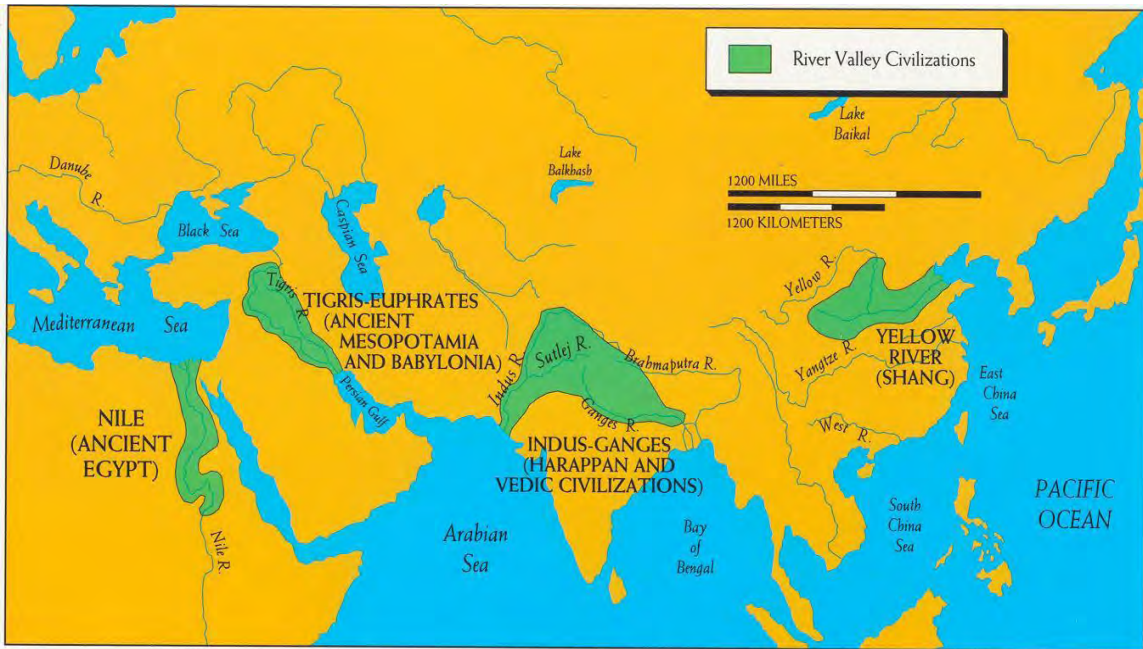 River Valley Civilizations
Lake
Baikal
Lake
Balkhash
1200 MILES
1200 KILOMETERS
Danube
R.
Black Sea
Caspian Sea
Yellow R.
Tigris R.
TIGRIS-EUPHRATES
(ANCIENT
MESOPOTAMIA
AND BABYLONIA)
Mediterranean Sea
YELLOW
RIVER
(SHANG)
Indus R.
Sutlej R.
Brahmaputra R.
Yangtze R.
East
China
Sea
Persian Gulf
NILE
(ANCIENT
EGYPT)
Ganges R.
West R.
INDUS-GANGES
(HARAPPAN AND
VEDIC CIVILIZATIONS)
PACIFIC
OCEAN
Arabian
Sea
Bay
of
Bengal
South
China
Sea
Nile R.